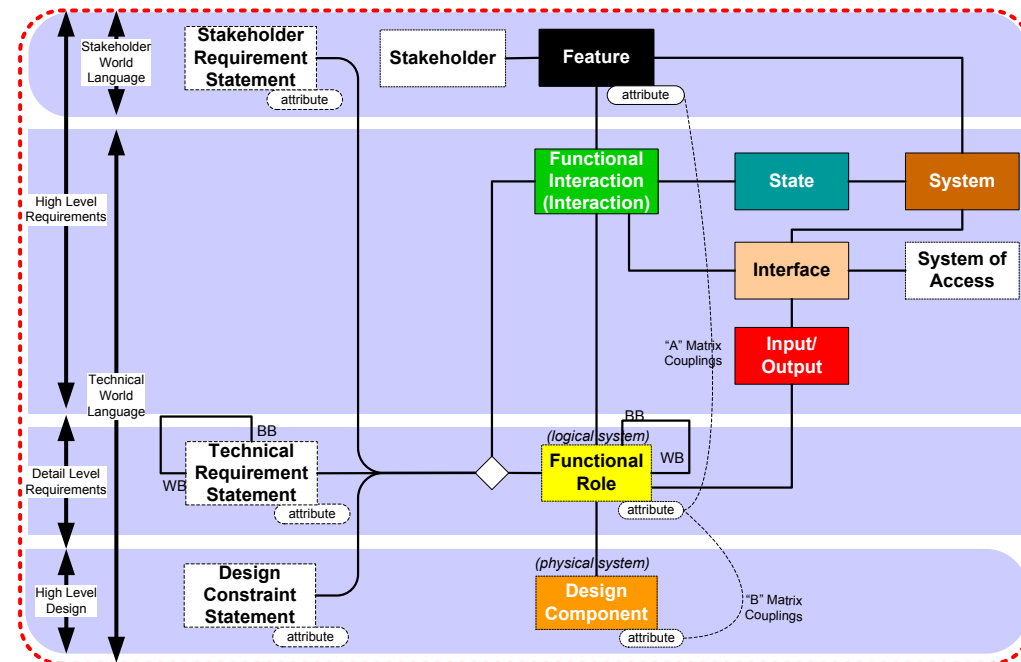 Stakeholder
World
Language
Stakeholder
Requirement
Statement
attribute
Stakeholder
Feature
attribute
High Level
Requirements
Functional
Interaction
(Interaction)
State
System
Interface
System of
Access
"A" Matrix
Couplings
Input/
Output
Technical
World
Language
BB
WB
Technical
Requirement
Statement
attribute
Detail Level
Requirements
(logical system)
BB
WB
Functional
Role
attribute
High Level
Design
Design
Constraint
Statement
attribute
(physical system)
Design
Component
attribute
"B" Matrix
Couplings